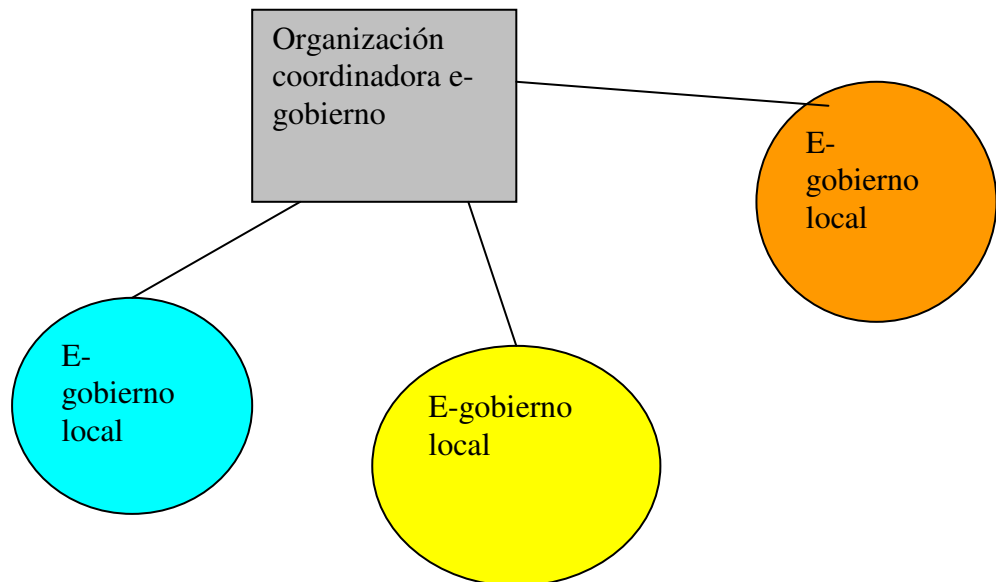 Organización
coordinadora e-
gobierno
E-
gobierno
local
E-
gobierno
local
E-gobierno
local